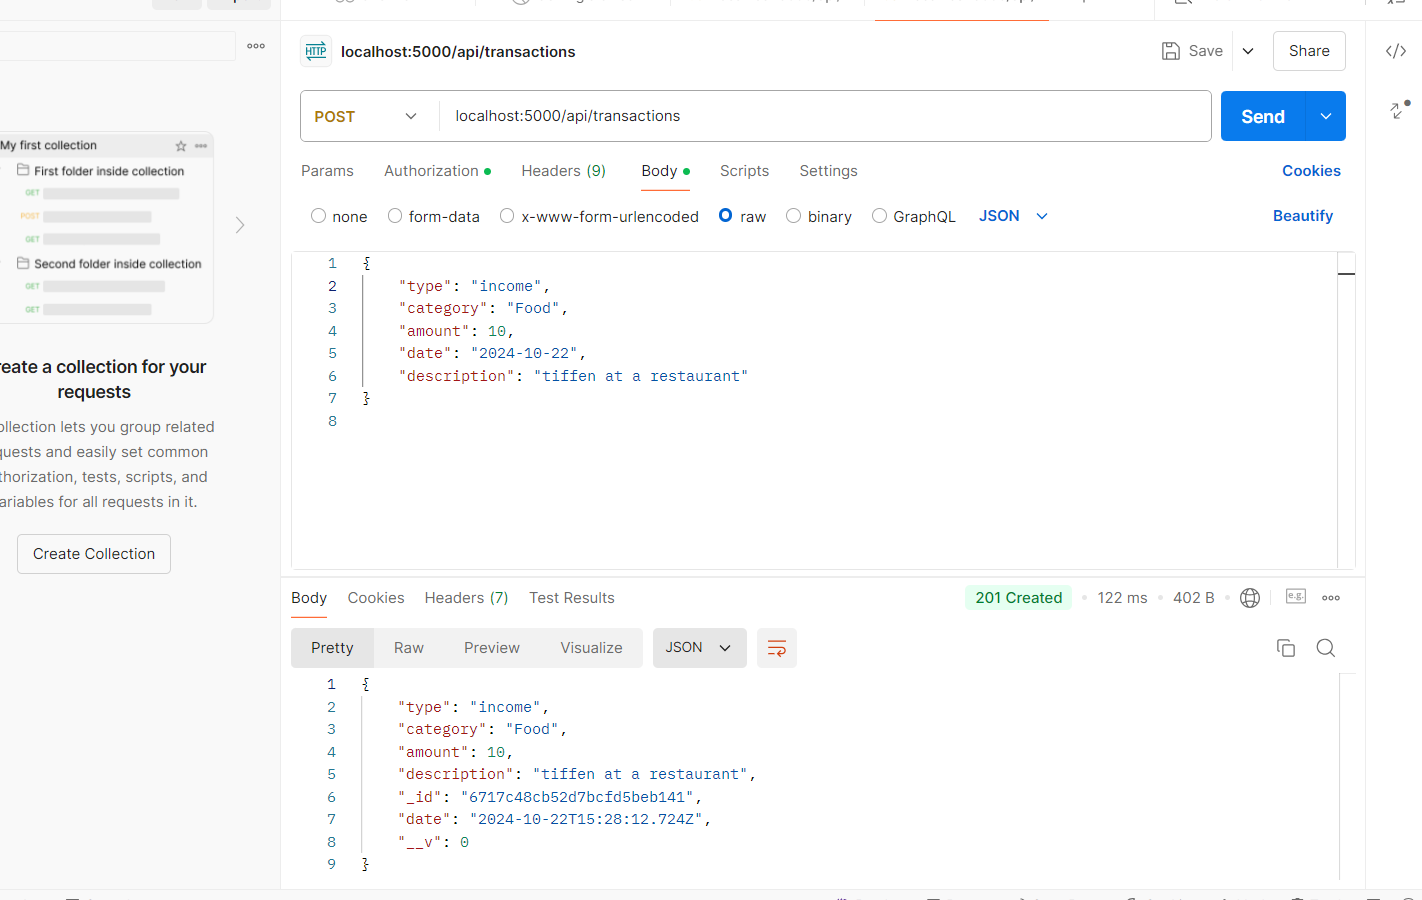 localhost:5000/api/transactions
Save
Share
POST
localhost:5000/api/transactions
Send
Params
Authorization
Headers (9)
Body
Scripts
Settings
Cookies
none
form-data
x-www-form-urlencoded
raw
binary
GraphQL
JSON
Beautify
1 {
2 "type": "income",
3 "category": "Food",
4 "amount": 10,
5 "date": "2024-10-22",
6 "description": "tiffen at a restaurant"
7 }
8
My first collection
First folder inside collection
GET
POST
GET
Second folder inside collection
GET
GET
reate a collection for your
requests
ollection lets you group related
quests and easily set common
thorization, tests, scripts, and
ariables for all requests in it.
Create Collection
Body
Cookies
Headers (7)
Test Results
201 Created
122 ms
402 B
e.g.
Pretty
Raw
Preview
Visualize
JSON
1 {
2 "type": "income",
3 "category": "Food",
4 "amount": 10,
5 "description": "tiffen at a restaurant",
6 "_id": "6717c48cb52d7bcfd5beb141",
7 "date": "2024-10-22T15:28:12.724Z",
8 "__v": 0
9 }
HTTP